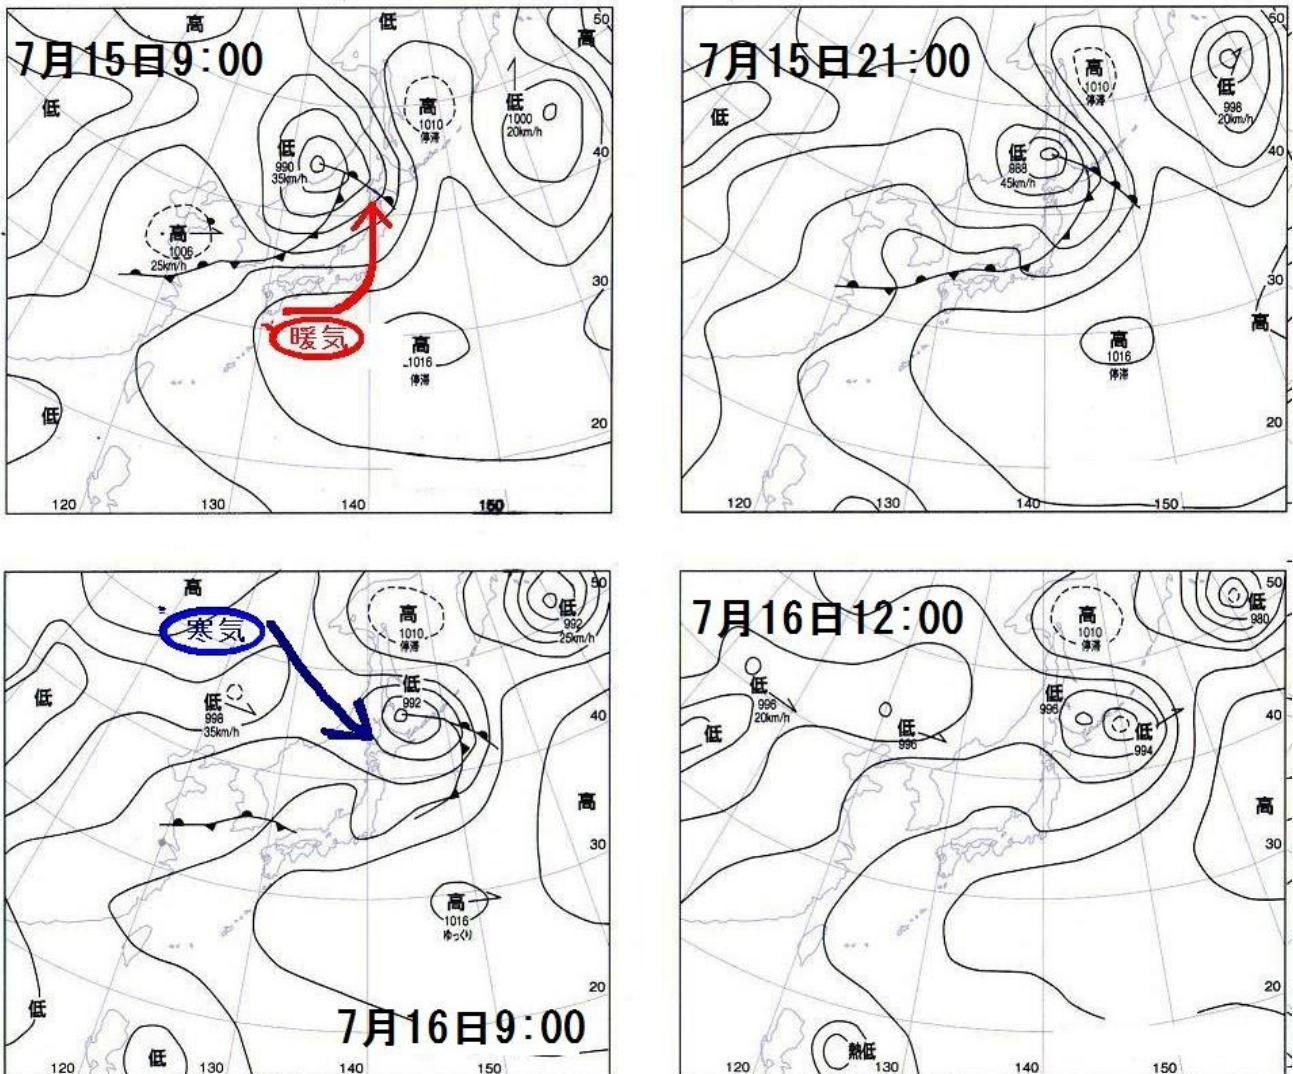 7月15日9:00
高
低
高
50
低
高
1010
停滞
低
1000
20km/h
低
990
35km/h
40
高
1006
25km/h
30
暖気
高
1016
停滞
低
20
120
130
140
150
7月15日21:00
高
1010
停滞
50
低
998
20km/h
低
低
988
45km/h
40
30
高
高
1016
停滞
20
120
130
140
150
高
寒気
高
1010
停滞
50
低
992
25km/h
低
低
998
35km/h
低
992
40
高
30
高
1016
ゆっくり
20
低
7月16日9:00
低
120
130
140
150
7月16日12:00
高
1010
停滞
50
低
980
低
996
20km/h
低
低
996
低
996
低
994
40
高
30
20
熱低
120
130
140
150